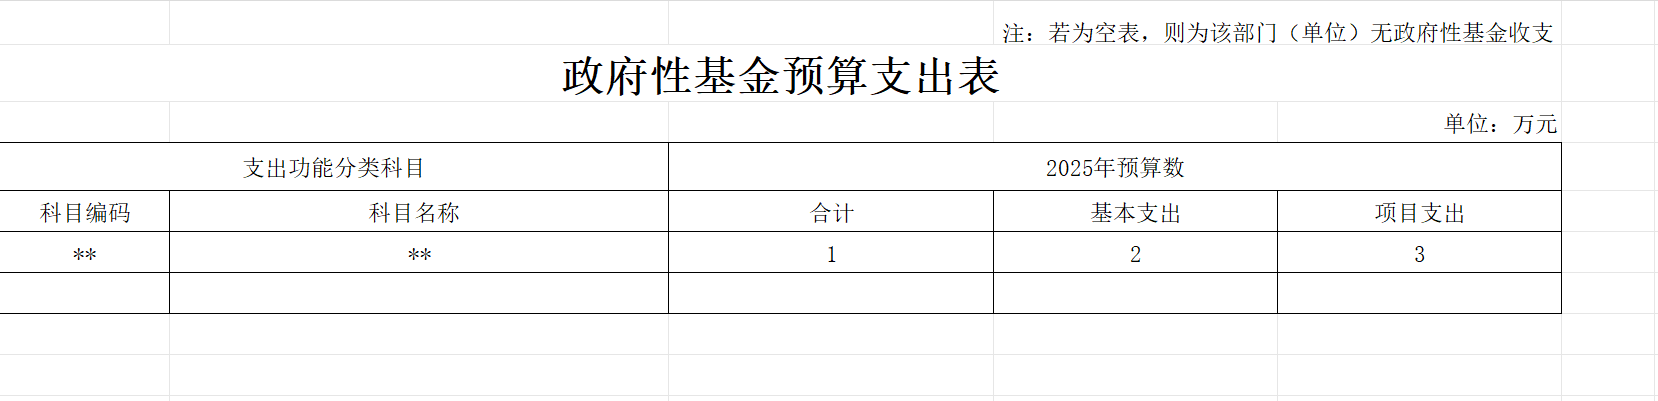 注：若为空表，则为该部门（单位）无政府性基金收支
政府性基金预算支出表
单位：万元
支出功能分类科目 2025年预算数
科目编码 科目名称 合计 基本支出 项目支出
** ** 1 2 3